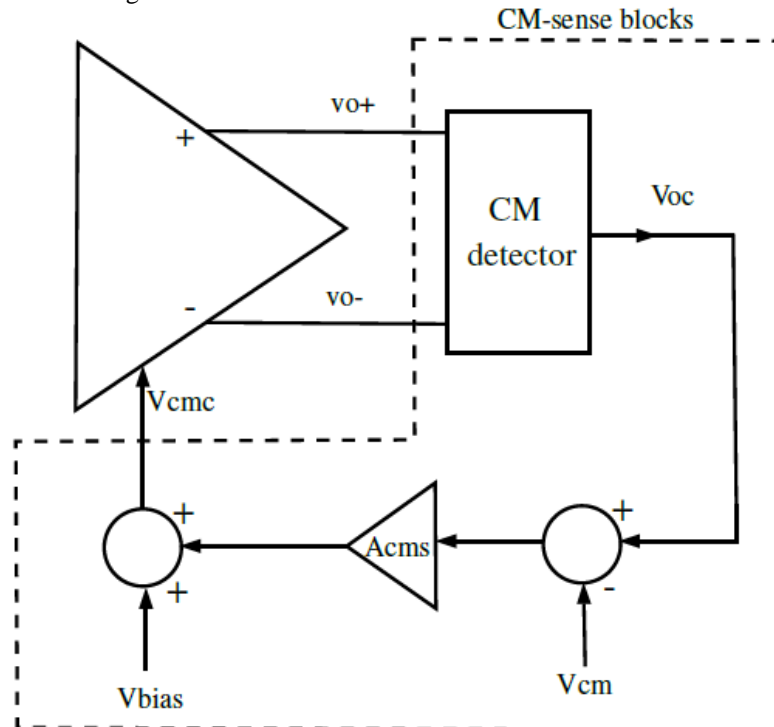 CM-sense blocks
vo+
+
CM
detector
Voc
vo-
-
Vcmc
+
+
Acms
+
-
Vbias
Vcm